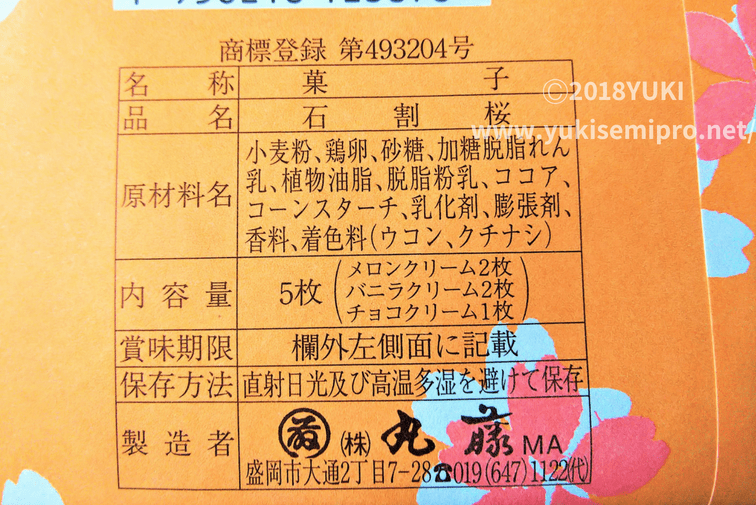 商標登録 第493204号
名称 菓子
©2018YUKI
品名 石割桜
www.yukisemipro.net/
原材料名 小麦粉、鶏卵、砂糖、加糖脱脂れん
乳、植物油脂、脱脂粉乳、ココア、
コーンスターチ、乳化剤、膨張剤、
香料、着色料(ウコン、クチナシ)
内容量 5枚(メロンクリーム2枚
バニラクリーム2枚
チョコクリーム1枚)
賞味期限 欄外左側面に記載
保存方法 直射日光及び高温多湿を避けて保存
製造者 (株)丸藤MA
盛岡市大通2丁目7-28☎019(647)1122(代)